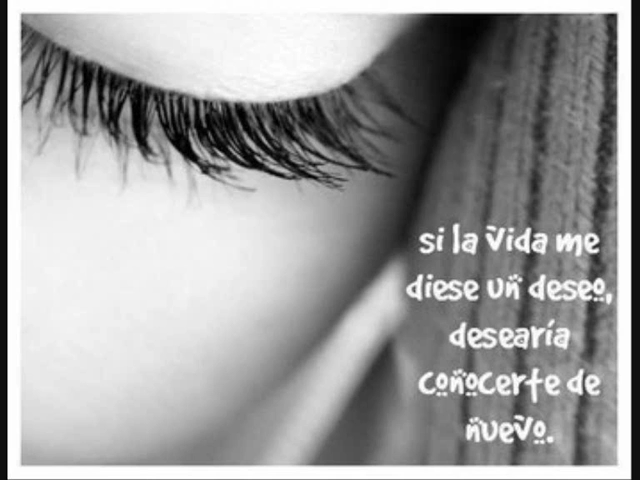 si la vida me
diese un deseo,
desearía
conocerte de
nuevo.